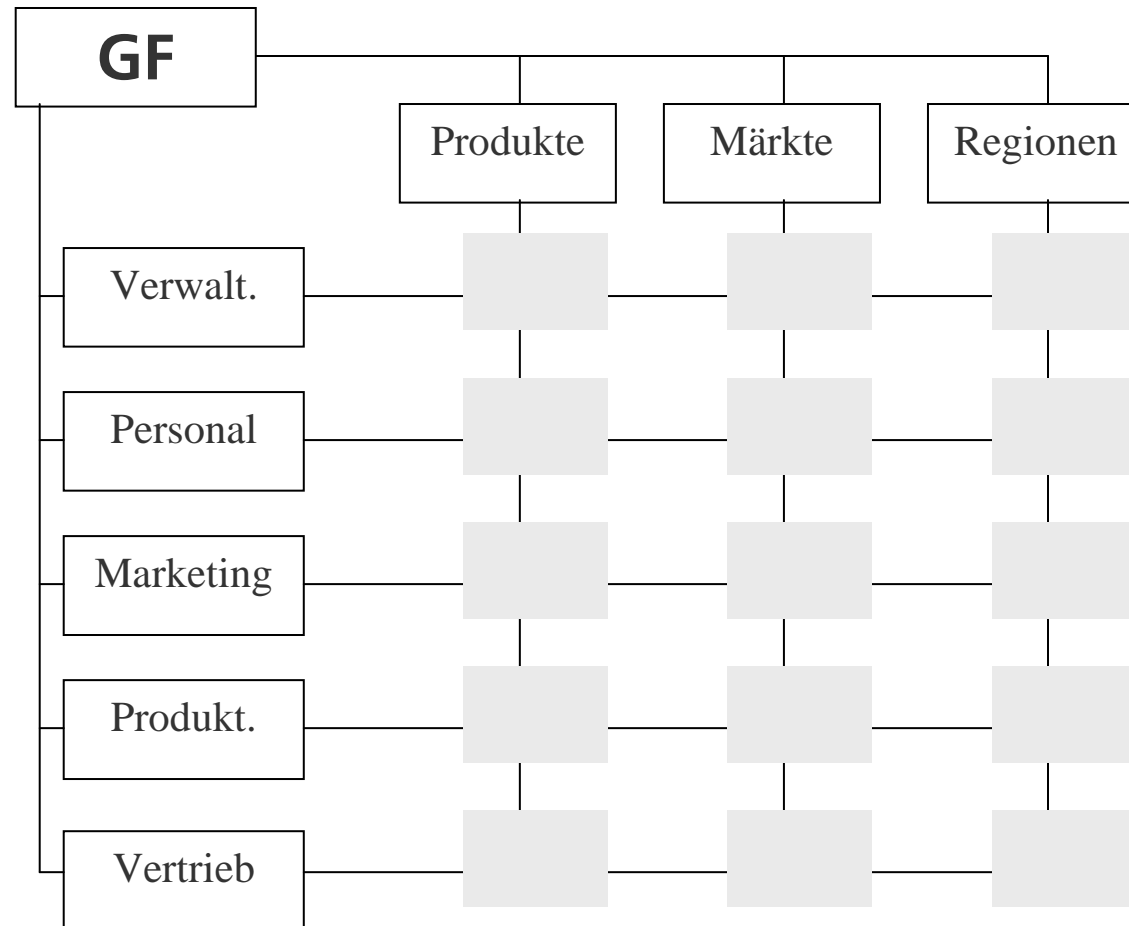 GF
Produkte
Märkte
Regionen
Verwalt.
Personal
Marketing
Produkt.
Vertrieb